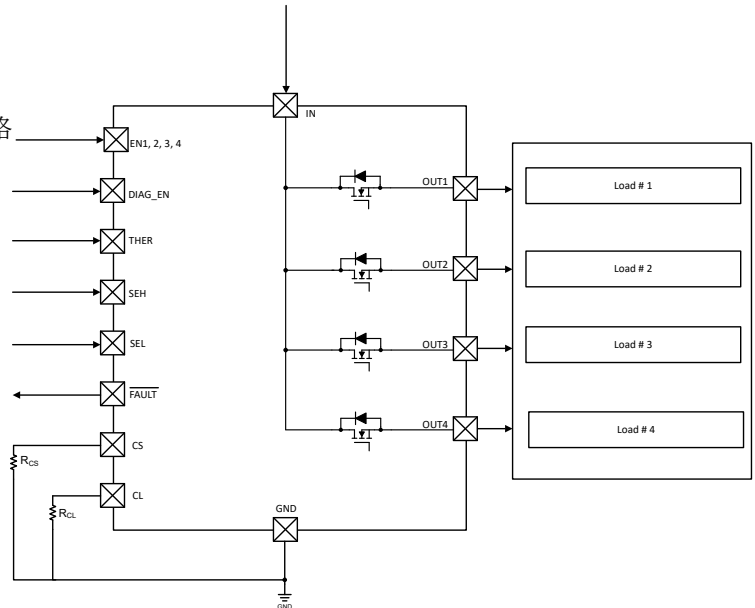 络
IN
EN1, 2, 3, 4
DIAG_EN
THER
SEH
SEL
FAULT
CS
CL
RCS
RCL
OUT1
OUT2
OUT3
OUT4
Load # 1
Load # 2
Load # 3
Load # 4
GND
GND